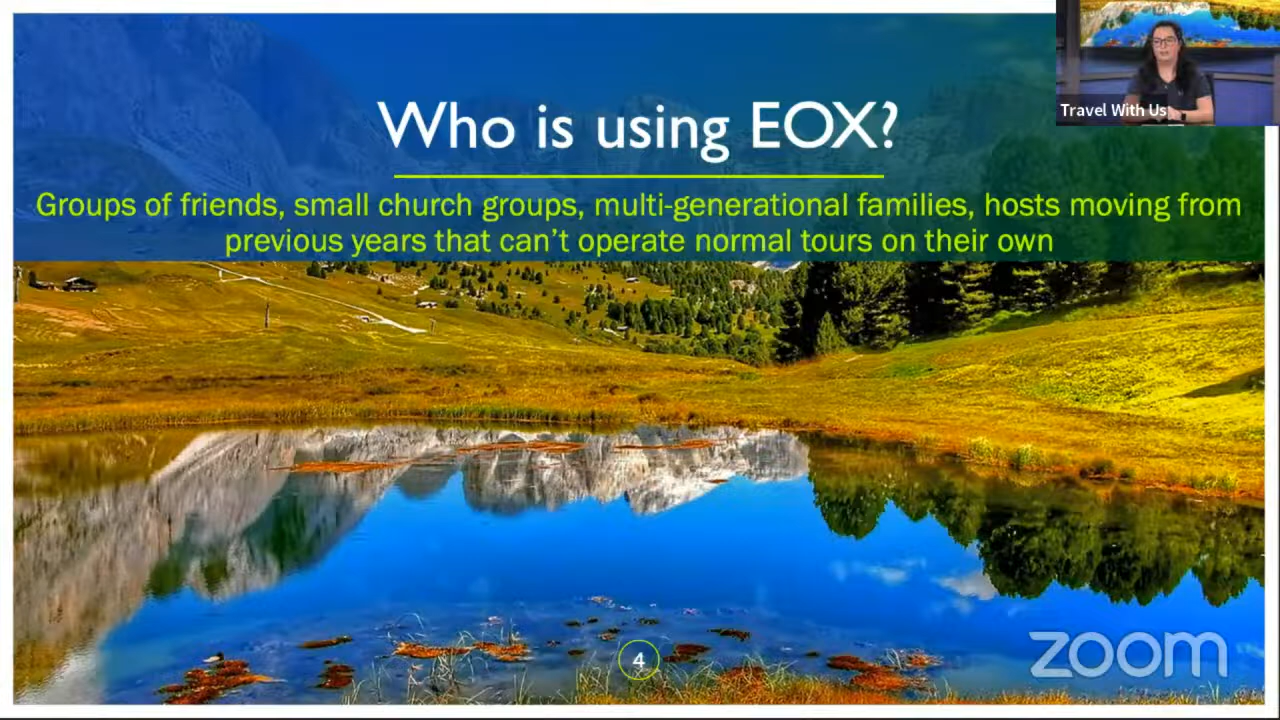 Who is using EOX?
Travel With Us
Groups of friends, small church groups, multi-generational families, hosts moving from
previous years that can’t operate normal tours on their own
4
zoom